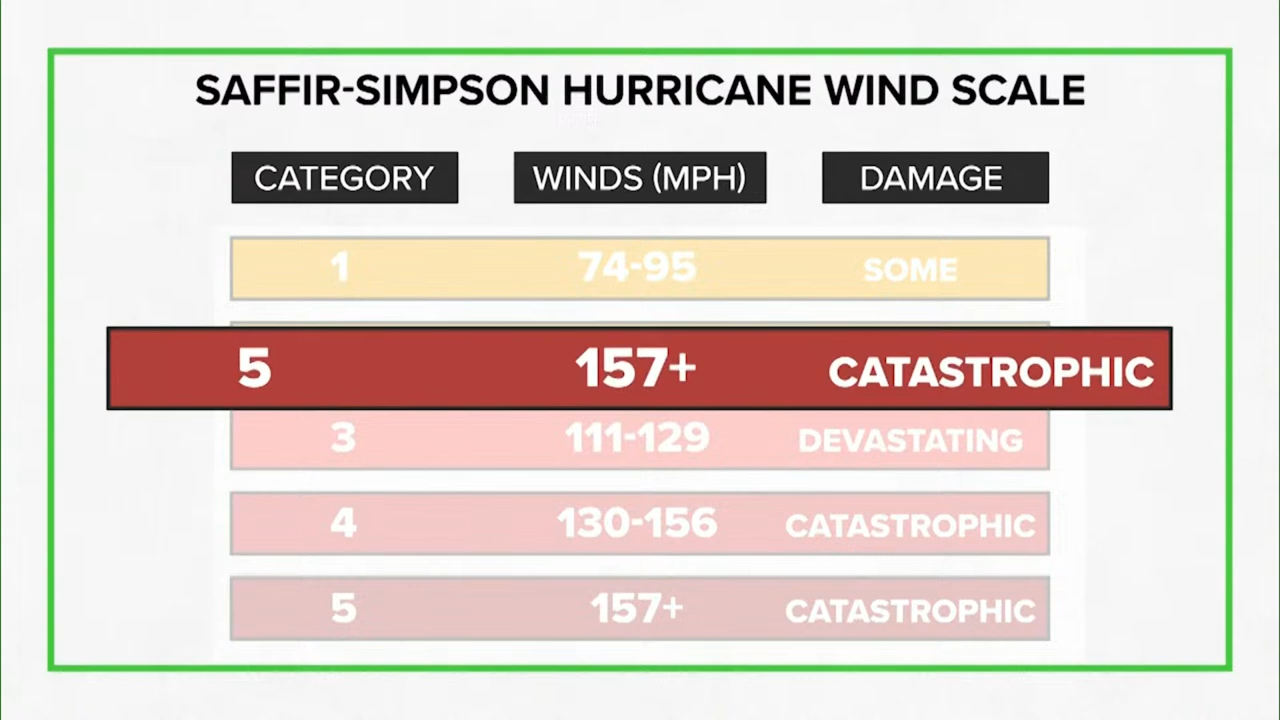 SAFFIR-SIMPSON HURRICANE WIND SCALE
CATEGORY WINDS (MPH) DAMAGE
1 74-95 SOME
5 157+ CATASTROPHIC
3 111-129 DEVASTATING
4 130-156 CATASTROPHIC
5 157+ CATASTROPHIC